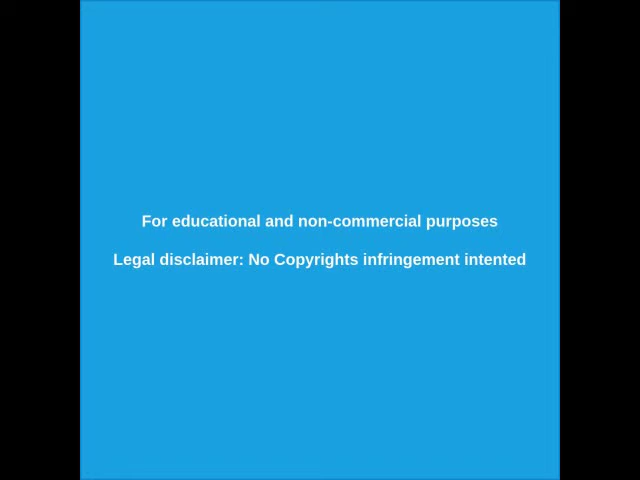 For educational and non-commercial purposes
Legal disclaimer: No Copyrights infringement intented